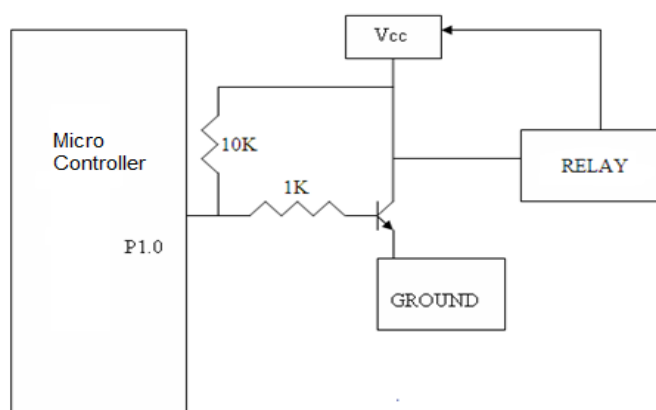 Vcc
Micro
Controller
10K
RELAY
1K
P1.0
GROUND